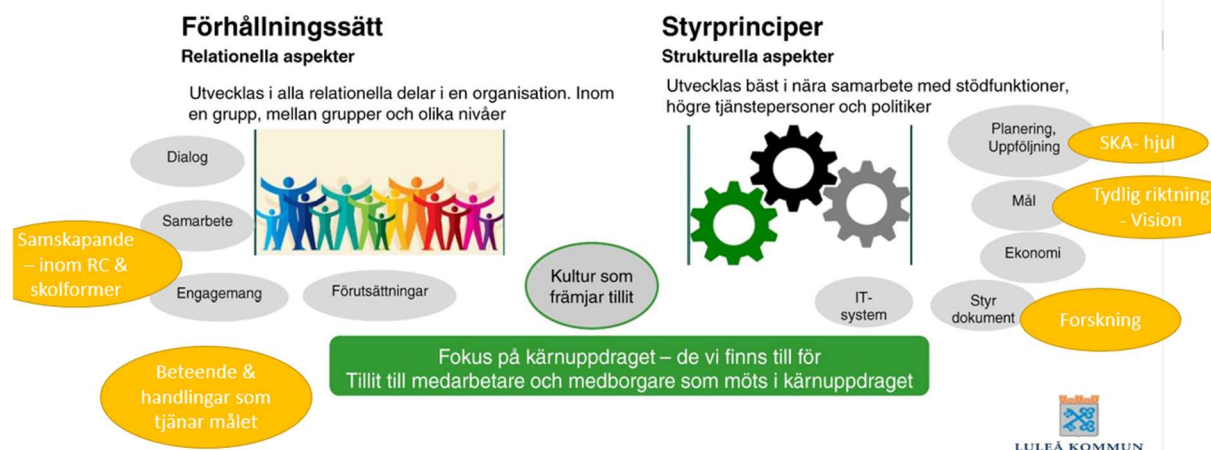 Förhållningssätt
Relationella aspekter
Utvecklas i alla relationella delar i en organisation. Inom
en grupp, mellan grupper och olika nivåer
Dialog
Samarbete
Samskapande
– inom RC &
skolformer
Engagemang
Förutsättningar
Beteende &
handlingar som
tjänar målet
Kultur som
främjar tillit
Styrprinciper
Strukturella aspekter
Utvecklas bäst i nära samarbete med stödfunktioner,
högre tjänstepersoner och politiker
Planering,
Uppföljning
SKA- hjul
Mål
Tydlig riktning
- Vision
Ekonomi
IT-
system
Styr
dokument
Forskning
Fokus på kärnuppdraget – de vi finns till för
Tillit till medarbetare och medborgare som möts i kärnuppdraget
LULEÅ KOMMUN